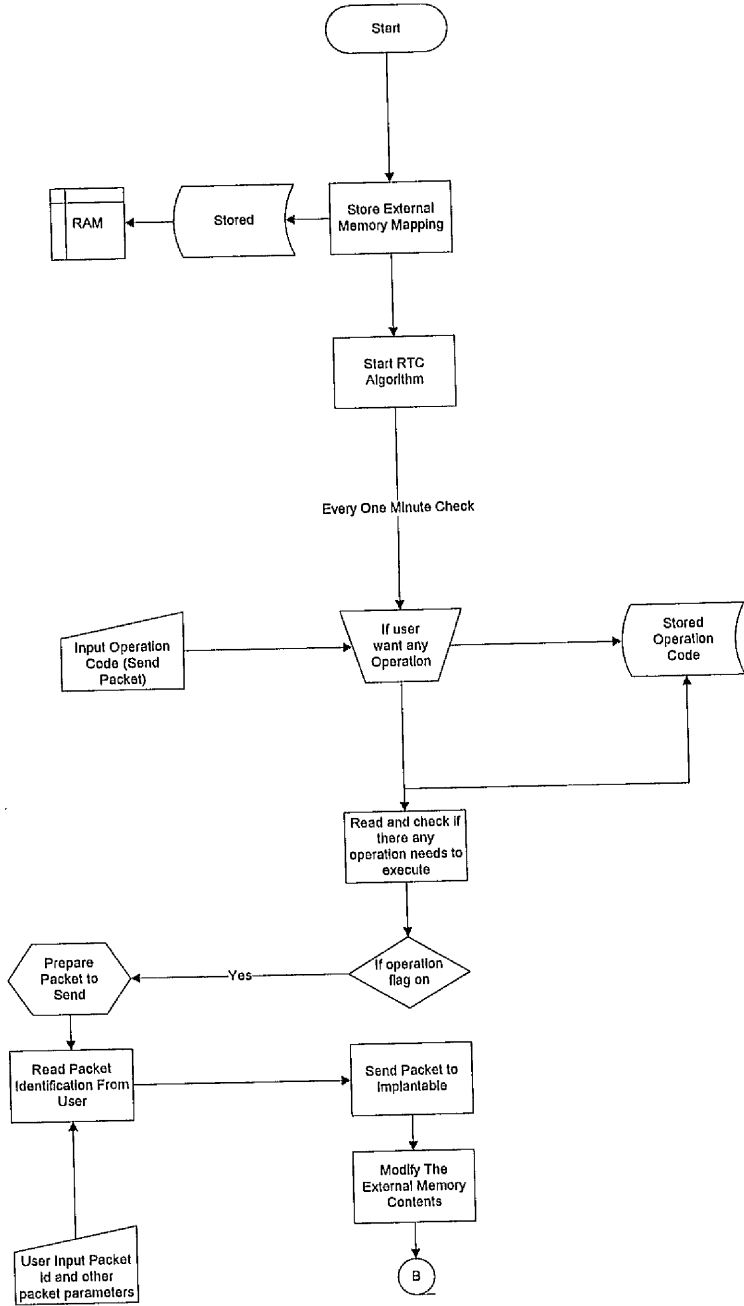 Start
Store External
Memory Mapping
Stored
RAM
Start RTC
Algorithm
Every One Minute Check
Input Operation
Code (Send
Packet)
If user
want any
Operation
Stored
Operation
Code
Read and check if
there any
operation needs to
execute
If operation
flag on
Yes
Prepare
Packet to
Send
Read Packet
Identification From
User
Send Packet to
Implantable
Modify The
External Memory
Contents
User Input Packet
Id and other
packet parameters
B